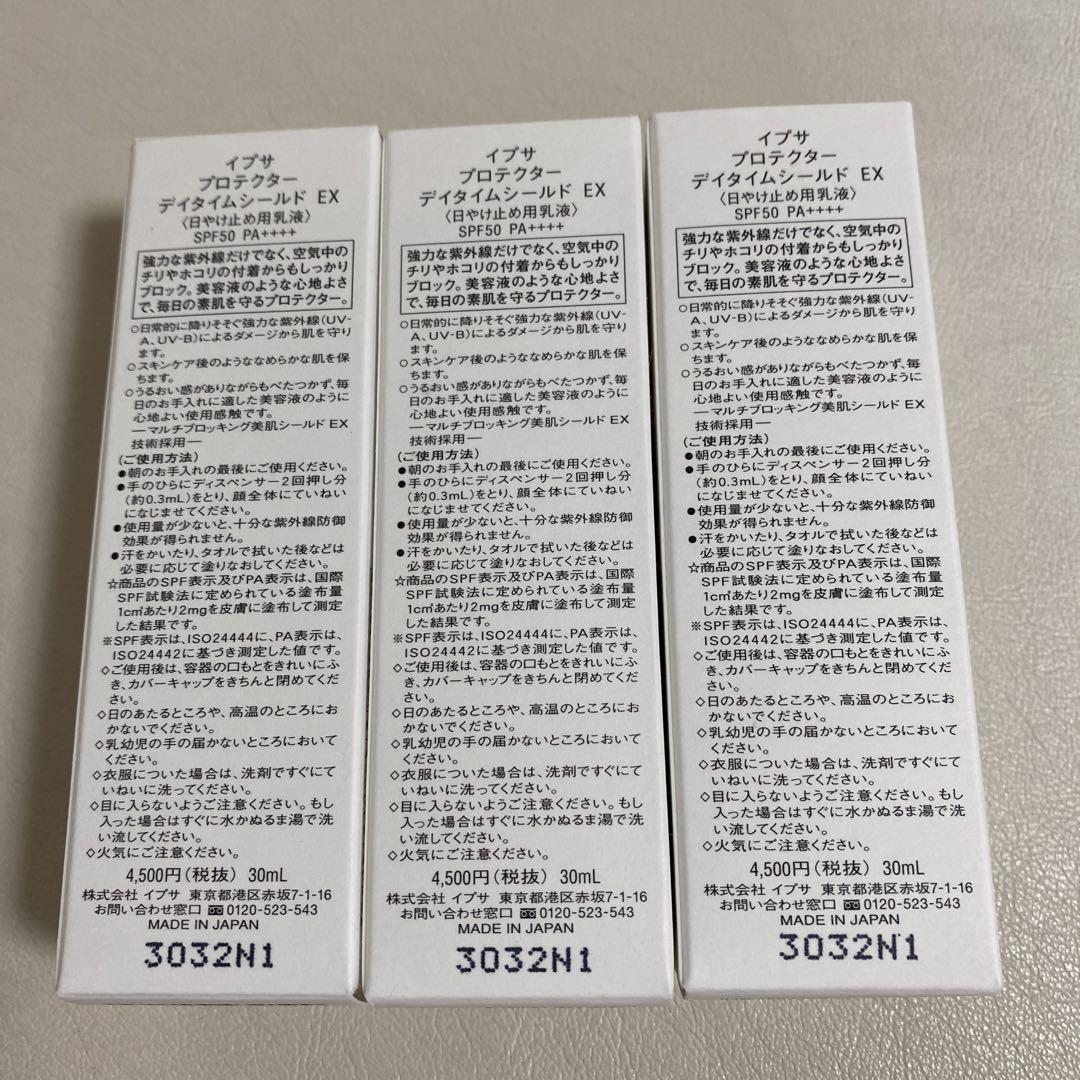 イプサ
プロテクター
デイタイムシールド EX
〈日やけ止め用乳液〉
SPF50 PA++++
強力な紫外線だけでなく、空気中の
チリやホコリの付着からもしっかり
ブロック。美容液のような心地よさ
で、毎日の素肌を守るプロテクター。
○日常的に降りそそぐ強力な紫外線(UV-
A、UV-B)によるダメージから肌を守り
ます。
○スキンケア後のようななめらかな肌を保
ちます。
○うるおい感がありながらもべたつかず、毎
日のお手入れに適した美容液のように
心地よい使用感触です。
―マルチブロッキング美肌シールド EX
技術採用―
(ご使用方法)
●朝のお手入れの最後にご使用ください。
●手のひらにディスペンサー2回押し分
(約0.3mL)をとり、顔全体にていねい
になじませてください。
●使用量が少ないと、十分な紫外線防御
効果が得られません。
●汗をかいたり、タオルで拭いた後などは
必要に応じて塗りなおしてください。
☆商品のSPF表示及びPA表示は、国際
SPF試験法に定められている塗布量
1c㎡あたり2mgを皮膚に塗布して測定
した結果です。
※SPF表示は、ISO24444に、PA表示は、
ISO24442に基づき測定した値です。
◇ご使用後は、容器の口もとをきれいにふ
き、カバーキャップをきちんと閉めてくだ
さい。
◇日のあたるところや、高温のところにお
かないでください。
◇乳幼児の手の届かないところにおいて
ください。
◇衣服についた場合は、洗剤ですぐにて
いねいに洗ってください。
◇目に入らないようご注意ください。もし
入った場合はすぐに水かぬるま湯で洗
い流してください。
◇火気にご注意ください。
4,500円(税抜) 30mL
株式会社 イプサ 東京都港区赤坂7-1-16
お問い合わせ窓口 0120-523-543
MADE IN JAPAN
3032N1
イプサ
プロテクター
デイタイムシールド EX
〈日やけ止め用乳液〉
SPF50 PA++++
強力な紫外線だけでなく、空気中の
チリやホコリの付着からもしっかり
ブロック。美容液のような心地よさ
で、毎日の素肌を守るプロテクター。
○日常的に降りそそぐ強力な紫外線(UV-
A、UV-B)によるダメージから肌を守り
ます。
○スキンケア後のようななめらかな肌を保
ちます。
○うるおい感がありながらもべたつかず、毎
日のお手入れに適した美容液のように
心地よい使用感触です。
―マルチブロッキング美肌シールド EX
技術採用―
(ご使用方法)
●朝のお手入れの最後にご使用ください。
●手のひらにディスペンサー2回押し分
(約0.3mL)をとり、顔全体にていねい
になじませてください。
●使用量が少ないと、十分な紫外線防御
効果が得られません。
●汗をかいたり、タオルで拭いた後などは
必要に応じて塗りなおしてください。
☆商品のSPF表示及びPA表示は、国際
SPF試験法に定められている塗布量
1c㎡あたり2mgを皮膚に塗布して測定
した結果です。
※SPF表示は、ISO24444に、PA表示は、
ISO24442に基づき測定した値です。
◇ご使用後は、容器の口もとをきれいにふ
き、カバーキャップをきちんと閉めてくだ
さい。
◇日のあたるところや、高温のところにお
かないでください。
◇乳幼児の手の届かないところにおいて
ください。
◇衣服についた場合は、洗剤ですぐにて
いねいに洗ってください。
◇目に入らないようご注意ください。もし
入った場合はすぐに水かぬるま湯で洗
い流してください。
◇火気にご注意ください。
4,500円(税抜) 30mL
株式会社 イプサ 東京都港区赤坂7-1-16
お問い合わせ窓口 0120-523-543
MADE IN JAPAN
3032N1
イプサ
プロテクター
デイタイムシールド EX
〈日やけ止め用乳液〉
SPF50 PA++++
強力な紫外線だけでなく、空気中の
チリやホコリの付着からもしっかり
ブロック。美容液のような心地よさ
で、毎日の素肌を守るプロテクター。
○日常的に降りそそぐ強力な紫外線(UV-
A、UV-B)によるダメージから肌を守り
ます。
○スキンケア後のようななめらかな肌を保
ちます。
○うるおい感がありながらもべたつかず、毎
日のお手入れに適した美容液のように
心地よい使用感触です。
―マルチブロッキング美肌シールド EX
技術採用―
(ご使用方法)
●朝のお手入れの最後にご使用ください。
●手のひらにディスペンサー2回押し分
(約0.3mL)をとり、顔全体にていねい
になじませてください。
●使用量が少ないと、十分な紫外線防御
効果が得られません。
●汗をかいたり、タオルで拭いた後などは
必要に応じて塗りなおしてください。
☆商品のSPF表示及びPA表示は、国際
SPF試験法に定められている塗布量
1c㎡あたり2mgを皮膚に塗布して測定
した結果です。
※SPF表示は、ISO24444に、PA表示は、
ISO24442に基づき測定した値です。
◇ご使用後は、容器の口もとをきれいにふ
き、カバーキャップをきちんと閉めてくだ
さい。
◇日のあたるところや、高温のところにお
かないでください。
◇乳幼児の手の届かないところにおいて
ください。
◇衣服についた場合は、洗剤ですぐにて
いねいに洗ってください。
◇目に入らないようご注意ください。もし
入った場合はすぐに水かぬるま湯で洗
い流してください。
◇火気にご注意ください。
4,500円(税抜) 30mL
株式会社 イプサ 東京都港区赤坂7-1-16
お問い合わせ窓口 0120-523-543
MADE IN JAPAN
3032N1